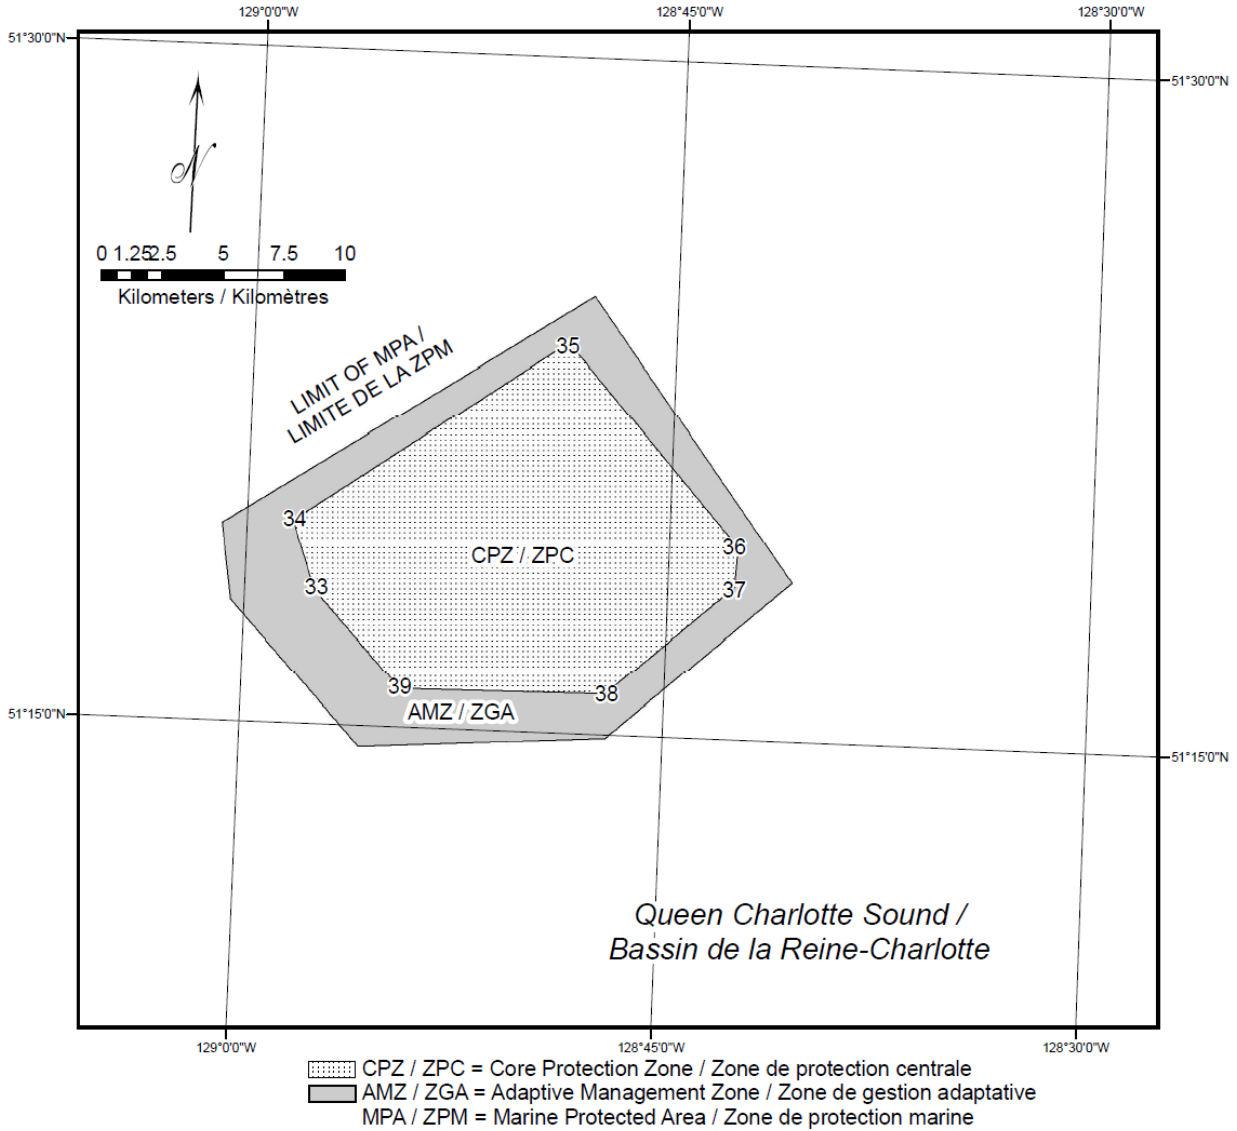 129°0'0"W 128°45'0"W 128°30'0"W
51°30'0"N
51°30'0"N
N
0 1.25 2.5 5 7.5 10
Kilometers / Kilomètres
LIMIT OF MPA /
LIMITE DE LA ZPM
35
34
36
CPZ / ZPC
33
37
39
38
AMZ / ZGA
51°15'0"N
51°15'0"N
Queen Charlotte Sound /
Bassin de la Reine-Charlotte
129°0'0"W 128°45'0"W 128°30'0"W
CPZ / ZPC = Core Protection Zone / Zone de protection centrale
AMZ / ZGA = Adaptive Management Zone / Zone de gestion adaptative
MPA / ZPM = Marine Protected Area / Zone de protection marine